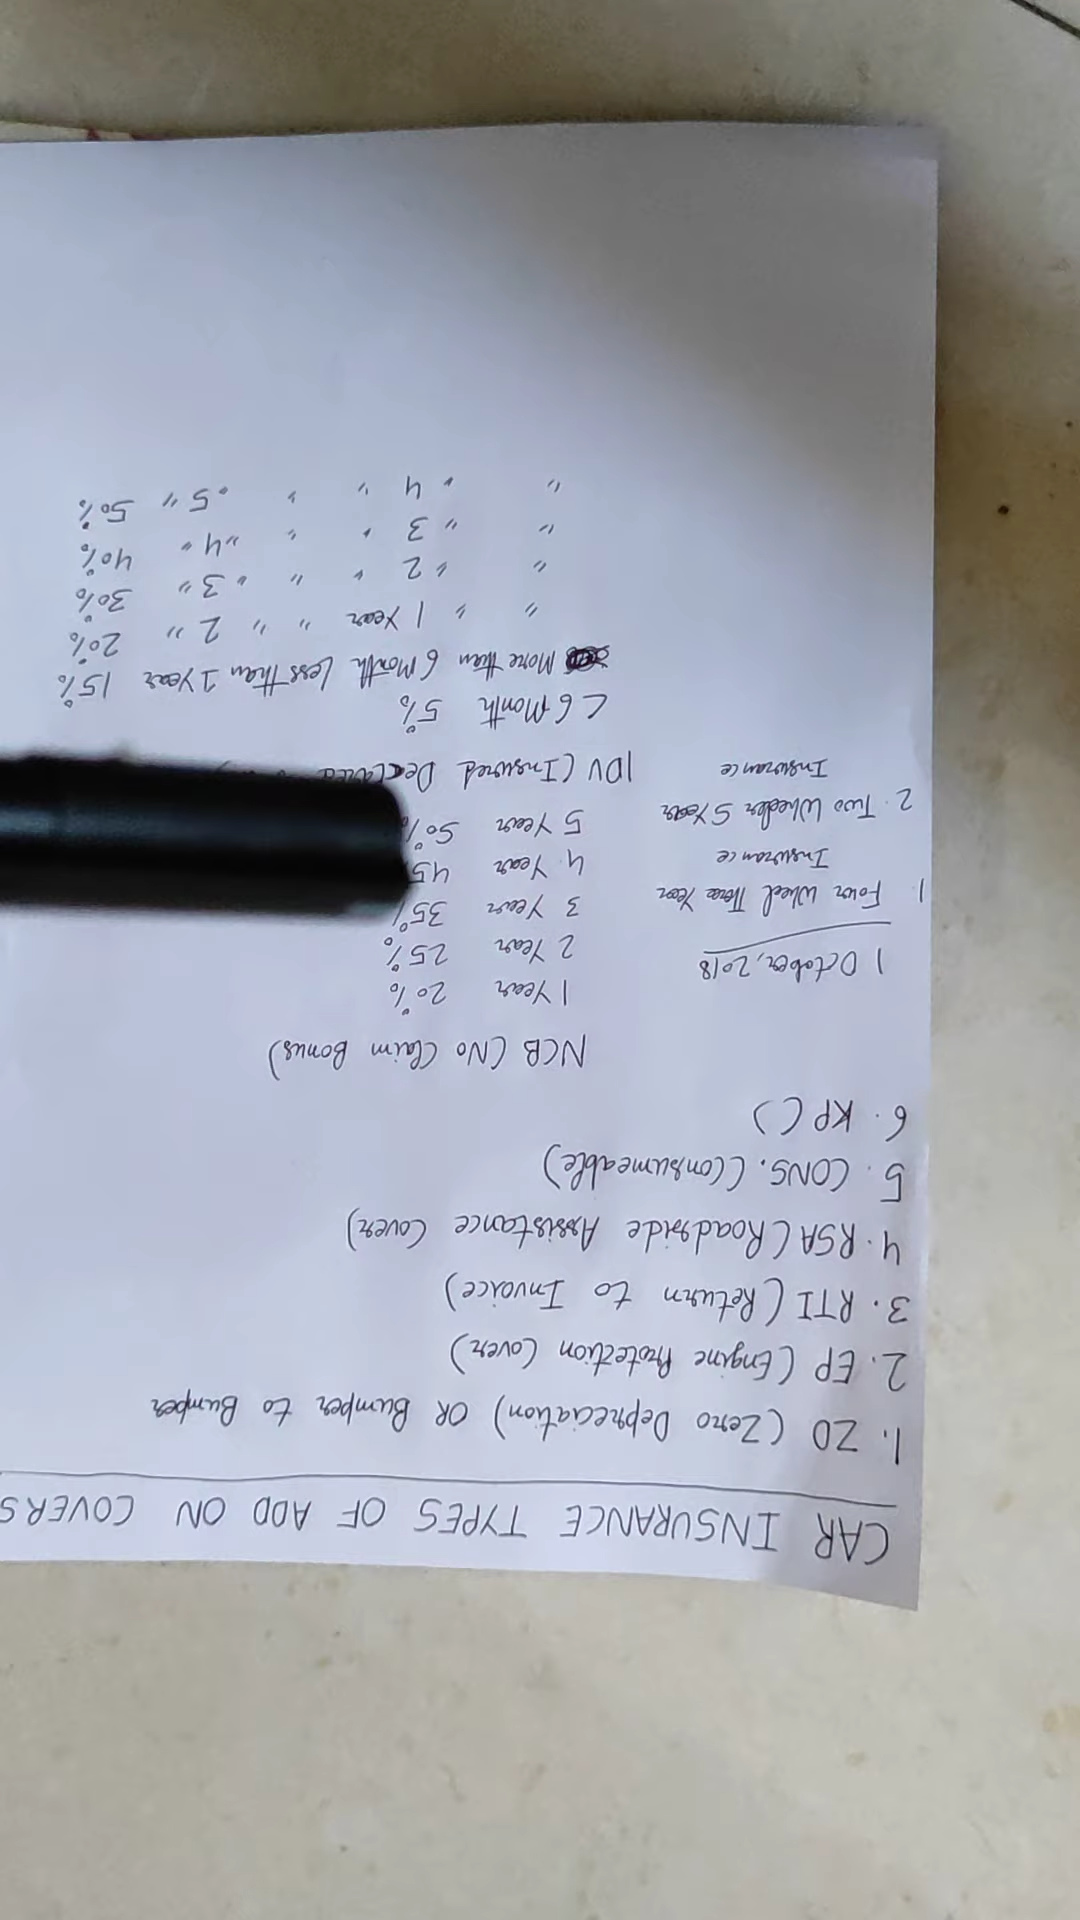 CAR INSURANCE TYPES OF ADD ON COVERS
1. ZD (Zero Depreciation) OR Bumper to Bumper
2. EP (Engine Protection Cover)
3. RTI (Return to Invoice)
4. RSA (Roadside Assistance Cover)
5. CONS. (Consumeable)
6. KP ( )
NCB (No Claim Bonus)
1 Year 20%
2 Year 25%
3 Year 35%
4 Year 45
5 Year 50%
1 October, 2018
1. Four Wheel Three Year
Insurance
2. Two Wheeler 5 Year
Insurance
IDV (Insured Declared
< 6 Month 5%
More than 6 Month Less than 1 Year 15%
" " 1 Year " " 2 " 20%
" " 2 " " " 3 " 30%
" " 3 " " " 4 " 40%
" " 4 " " " 5 " 50%